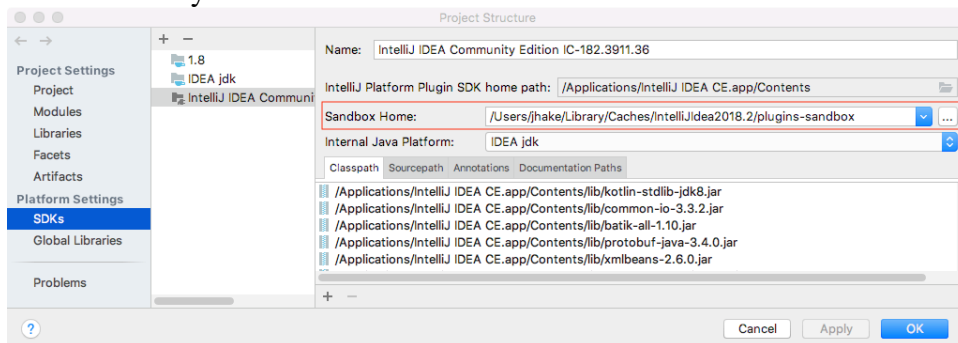 Project Structure
Project Settings
Project
Modules
Libraries
Facets
Artifacts
Platform Settings
SDKs
Global Libraries
Problems
1.8
IDEA jdk
IntelliJ IDEA Communi
Name: IntelliJ IDEA Community Edition IC-182.3911.36
IntelliJ Platform Plugin SDK home path: /Applications/IntelliJ IDEA CE.app/Contents
Sandbox Home: /Users/jhake/Library/Caches/IntelliJIdea2018.2/plugins-sandbox ...
Internal Java Platform: IDEA jdk
Classpath Sourcepath Annotations Documentation Paths
/Applications/IntelliJ IDEA CE.app/Contents/lib/kotlin-stdlib-jdk8.jar
/Applications/IntelliJ IDEA CE.app/Contents/lib/common-io-3.3.2.jar
/Applications/IntelliJ IDEA CE.app/Contents/lib/batik-all-1.10.jar
/Applications/IntelliJ IDEA CE.app/Contents/lib/protobuf-java-3.4.0.jar
/Applications/IntelliJ IDEA CE.app/Contents/lib/xmlbeans-2.6.0.jar
? Cancel Apply OK